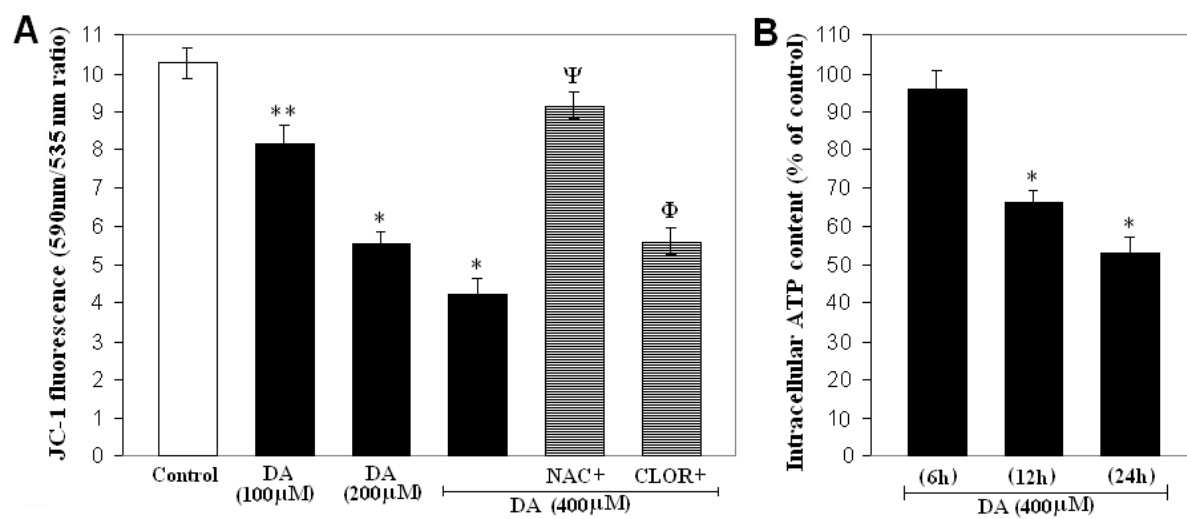 A
JC-1 fluorescence (590nm/535 nm ratio)
11
10
9
8
7
6
5
4
3
2
1
0
**
*
*
Ψ
Φ
Control
DA
(100μM)
DA
(200μM)
NAC+
CLOR+
DA (400μM)
B
Intracellular ATP content (% of control)
110
100
90
80
70
60
50
40
30
20
10
0
*
*
(6h)
(12h)
(24h)
DA (400μM)